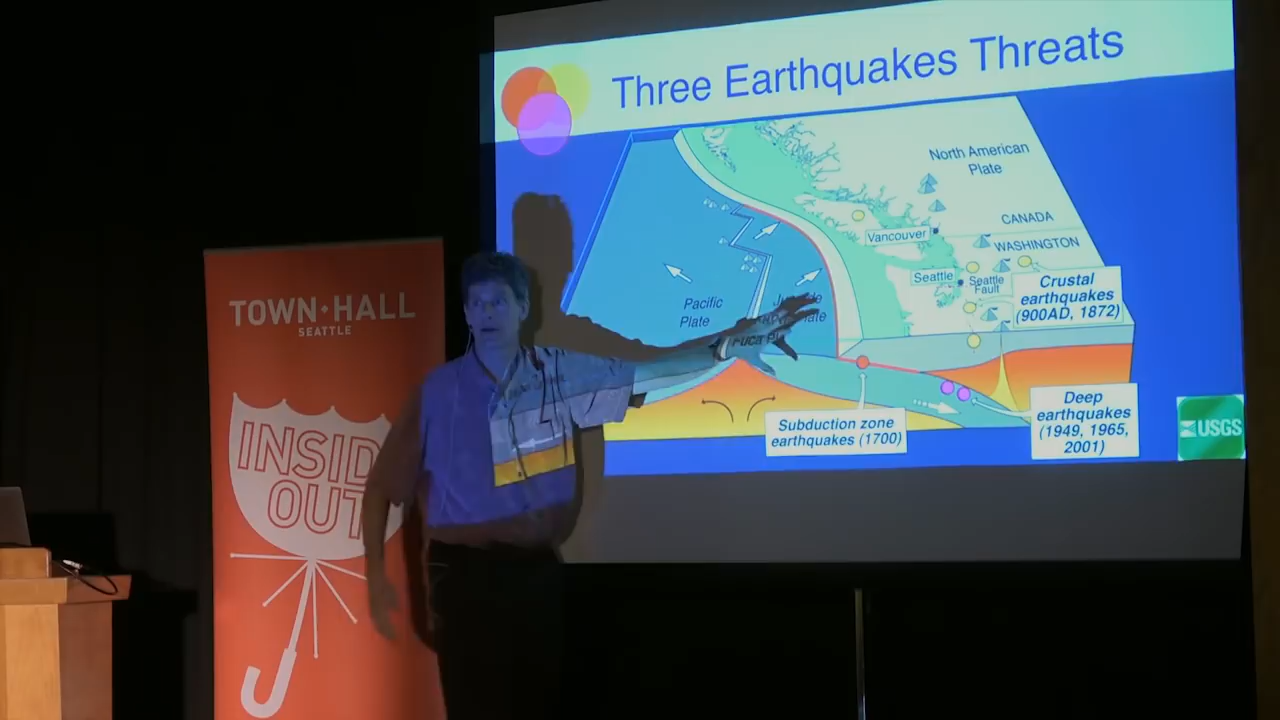 Three Earthquakes Threats
North American
Plate
CANADA
Vancouver
WASHINGTON
Seattle
Seattle
Fault
Crustal
earthquakes
(900AD, 1872)
Pacific
Plate
Fuca
Subduction zone
earthquakes (1700)
Deep
earthquakes
(1949, 1965,
2001)
USGS
TOWN HALL
SEATTLE
INSID
OUT